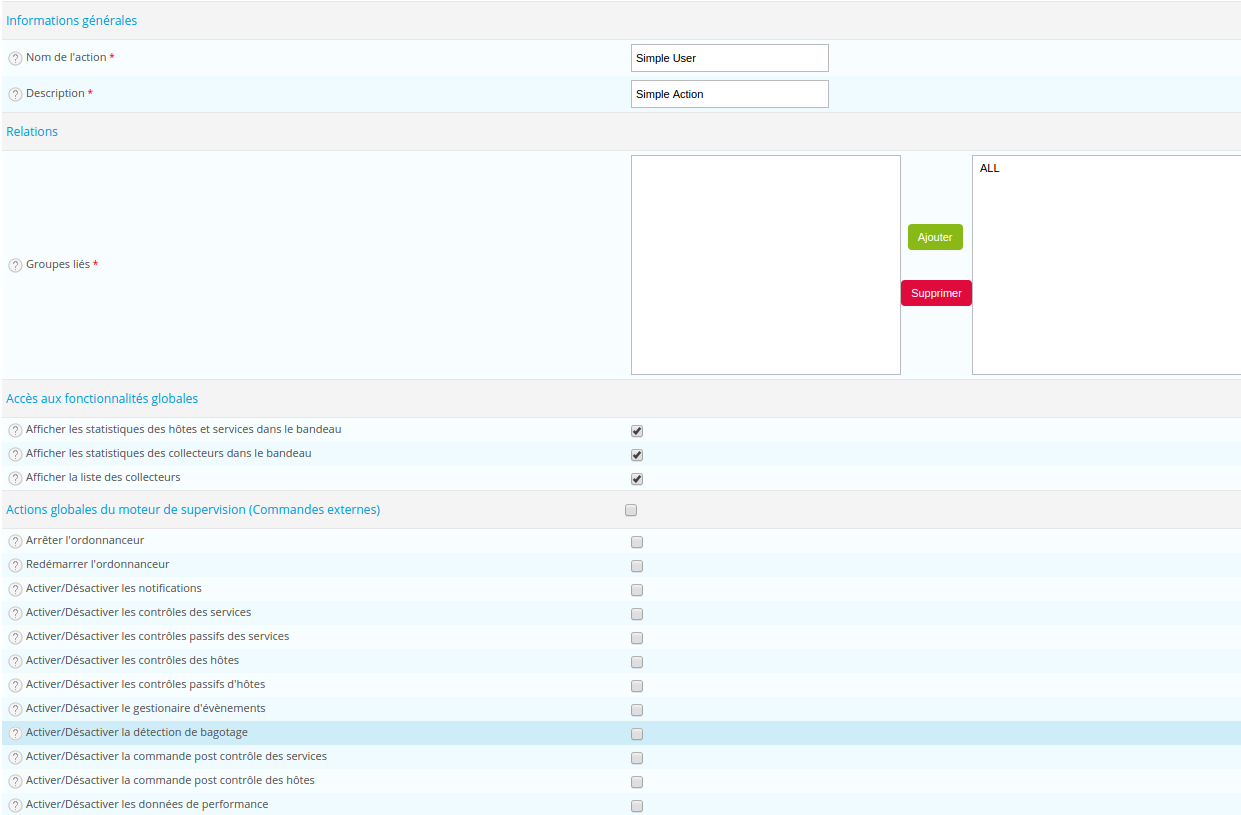 Informations générales
? Nom de l'action * Simple User
? Description * Simple Action
Relations
ALL
Ajouter
? Groupes liés *
Supprimer
Accès aux fonctionnalités globales
? Afficher les statistiques des hôtes et services dans le bandeau
? Afficher les statistiques des collecteurs dans le bandeau
? Afficher la liste des collecteurs
Actions globales du moteur de supervision (Commandes externes)
? Arrêter l'ordonnanceur
? Redémarrer l'ordonnanceur
? Activer/Désactiver les notifications
? Activer/Désactiver les contrôles des services
? Activer/Désactiver les contrôles passifs des services
? Activer/Désactiver les contrôles des hôtes
? Activer/Désactiver les contrôles passifs d'hôtes
? Activer/Désactiver le gestionaire d'évènements
? Activer/Désactiver la détection de bagotage
? Activer/Désactiver la commande post contrôle des services
? Activer/Désactiver la commande post contrôle des hôtes
? Activer/Désactiver les données de performance